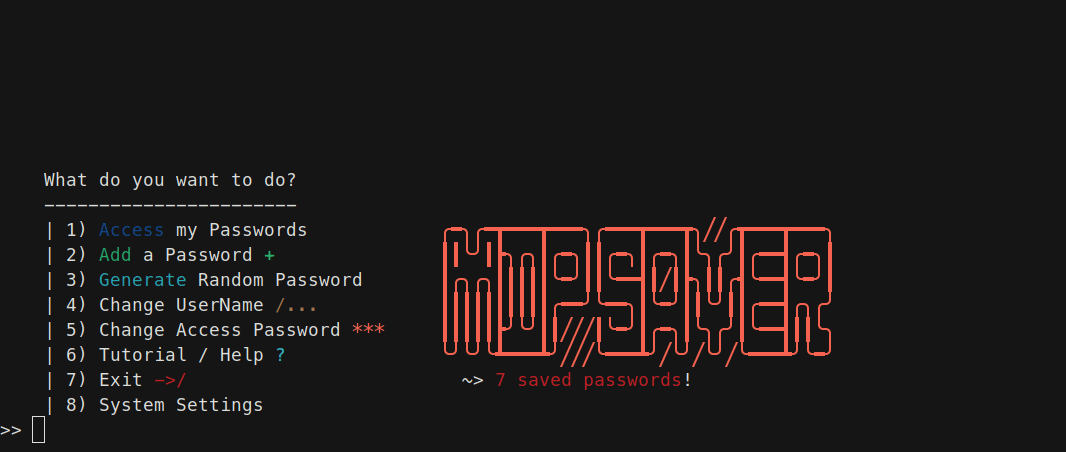 What do you want to do?
-----------------------
| 1) Access my Passwords
| 2) Add a Password +
| 3) Generate Random Password
| 4) Change UserName /...
| 5) Change Access Password ***
| 6) Tutorial / Help ?
| 7) Exit ->/
| 8) System Settings
~> 7 saved passwords!
>>